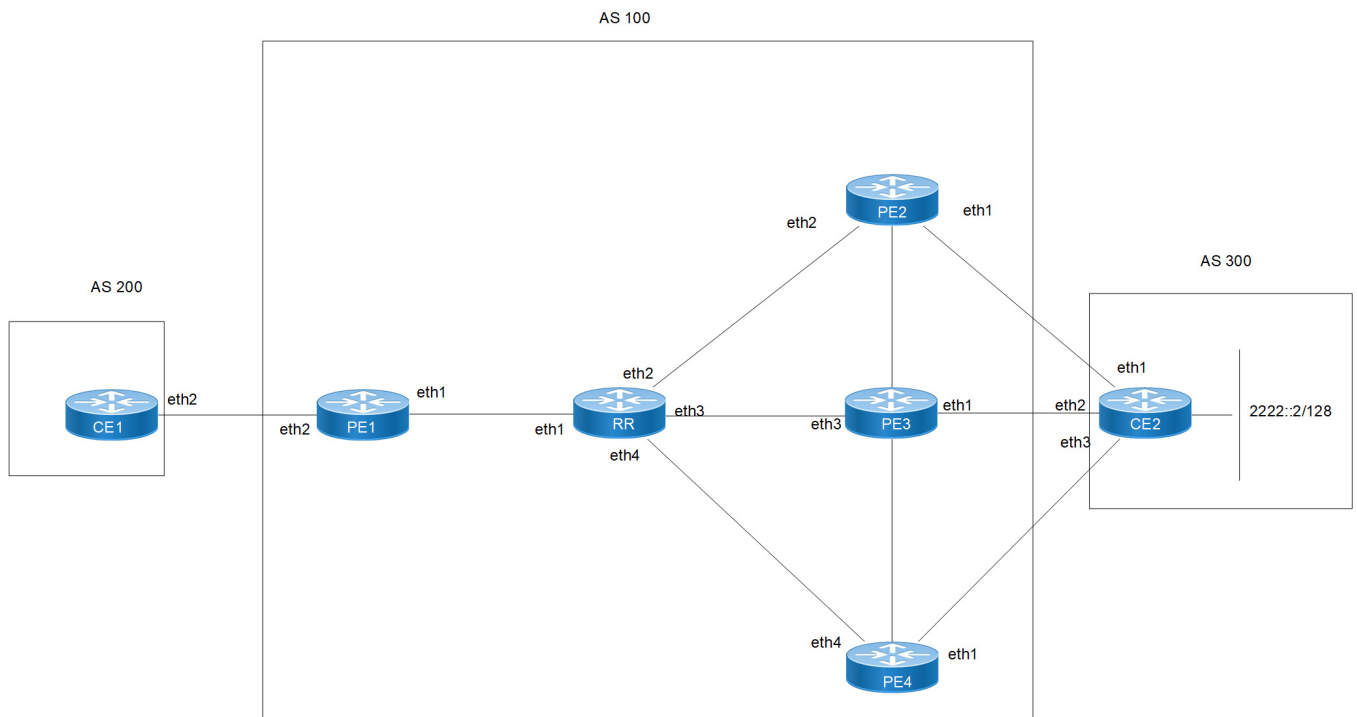 AS 100
PE2
eth2
eth1
AS 300
AS 200
eth1
eth2
eth2
CE1
eth2
PE1
eth1
eth1
RR
eth3
eth4
eth3
PE3
eth1
eth2
CE2
eth3
2222::2/128
eth4
PE4
eth1